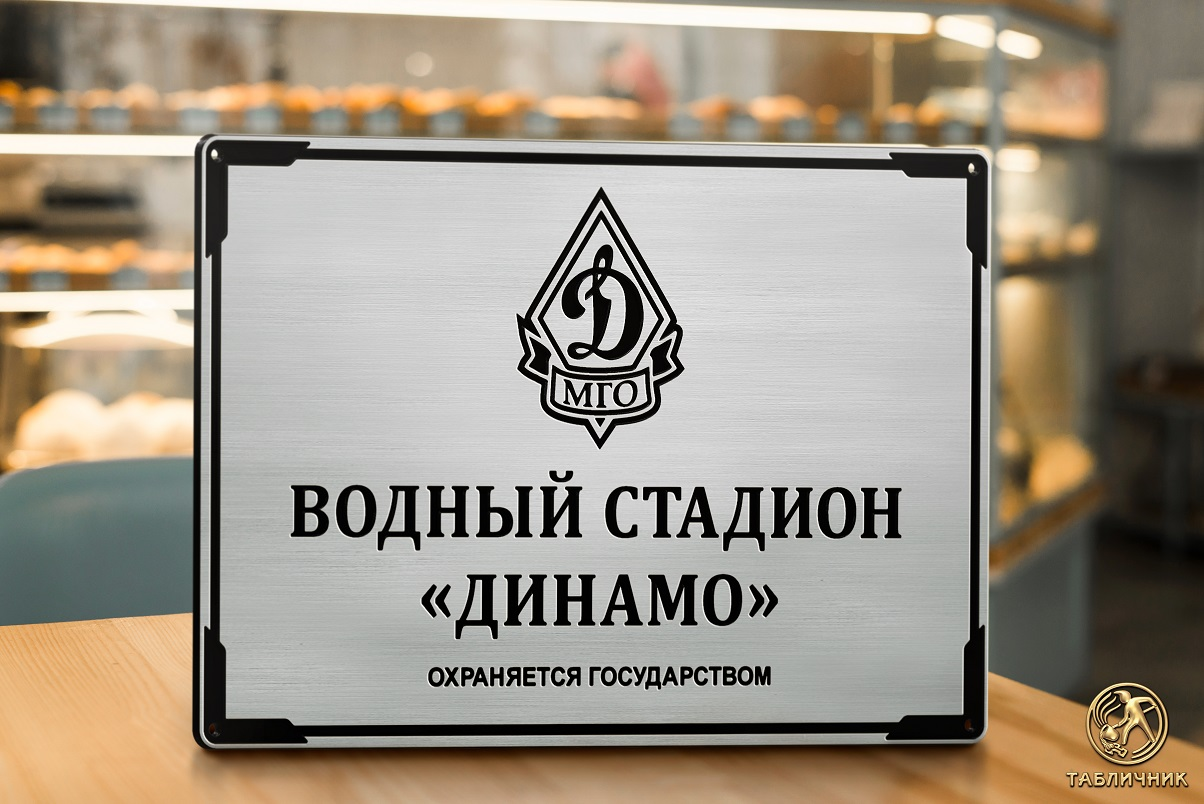 Д
МГО
ВОДНЫЙ СТАДИОН
«ДИНАМО»
ОХРАНЯЕТСЯ ГОСУДАРСТВОМ
ТАБЛИЧНИК